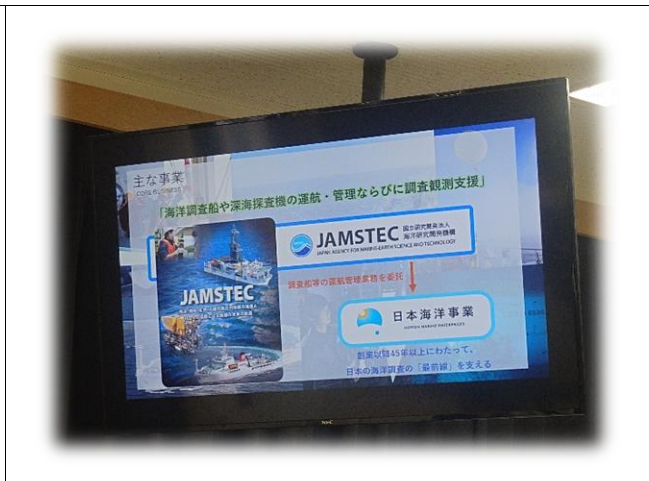 主な事業
CORE BUSINESS
「海洋調査船や深海探査機の運航・管理ならびに調査観測支援」
JAMSTEC 国立研究開発法人
海洋研究開発機構
JAPAN AGENCY FOR MARINE-EARTH SCIENCE AND TECHNOLOGY
JAMSTEC
調査船等の運航管理業務を委託
日本海洋事業
NIPPON MARINE ENTERPRISES
創業以降45年以上にわたって、
日本の海洋調査の「最前線」を支える
NEC